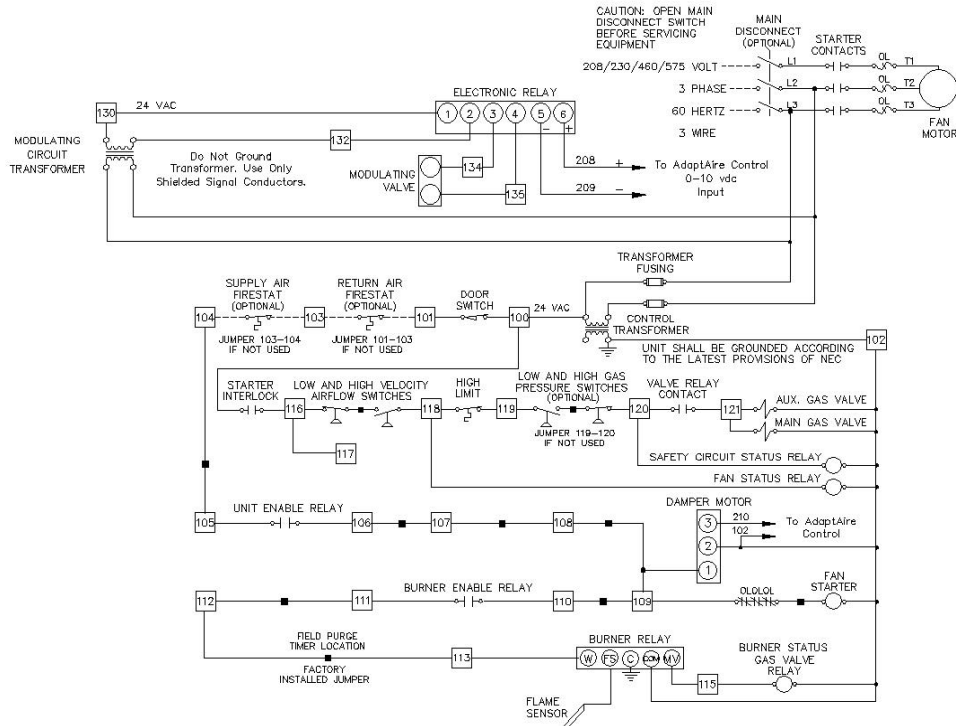 CAUTION: OPEN MAIN
DISCONNECT SWITCH
BEFORE SERVICING
EQUIPMENT
MAIN
DISCONNECT
(OPTIONAL)
STARTER
CONTACTS
208/230/460/575 VOLT
L1
OL
T1
3 PHASE
L2
OL
T2
60 HERTZ
L3
OL
T3
3 WIRE
FAN
MOTOR
130
24 VAC
ELECTRONIC RELAY
1 2 3 4 5 6
- +
132
MODULATING
CIRCUIT
TRANSFORMER
Do Not Ground
Transformer. Use Only
Shielded Signal Conductors.
MODULATING
VALVE
134
135
208 +
209 -
To AdaptAire Control
0-10 vdc
Input
TRANSFORMER
FUSING
SUPPLY AIR
FIRESTAT
(OPTIONAL)
RETURN AIR
FIRESTAT
(OPTIONAL)
DOOR
SWITCH
104
103
101
100
24 VAC
CONTROL
TRANSFORMER
JUMPER 103-104
IF NOT USED
JUMPER 101-103
IF NOT USED
102
UNIT SHALL BE GROUNDED ACCORDING
TO THE LATEST PROVISIONS OF NEC
STARTER
INTERLOCK
LOW AND HIGH VELOCITY
AIRFLOW SWITCHES
HIGH
LIMIT
LOW AND HIGH GAS
PRESSURE SWITCHES
(OPTIONAL)
VALVE RELAY
CONTACT
116
118
119
120
121
AUX. GAS VALVE
MAIN GAS VALVE
JUMPER 119-120
IF NOT USED
117
SAFETY CIRCUIT STATUS RELAY
FAN STATUS RELAY
DAMPER MOTOR
105
UNIT ENABLE RELAY
106
107
108
3
210
102
To AdaptAire
Control
2
1
112
111
BURNER ENABLE RELAY
110
109
OLOLOL
FAN
STARTER
FIELD PURGE
TIMER LOCATION
FACTORY
INSTALLED JUMPER
113
BURNER RELAY
W FS C COM MV
115
BURNER STATUS
GAS VALVE
RELAY
FLAME
SENSOR